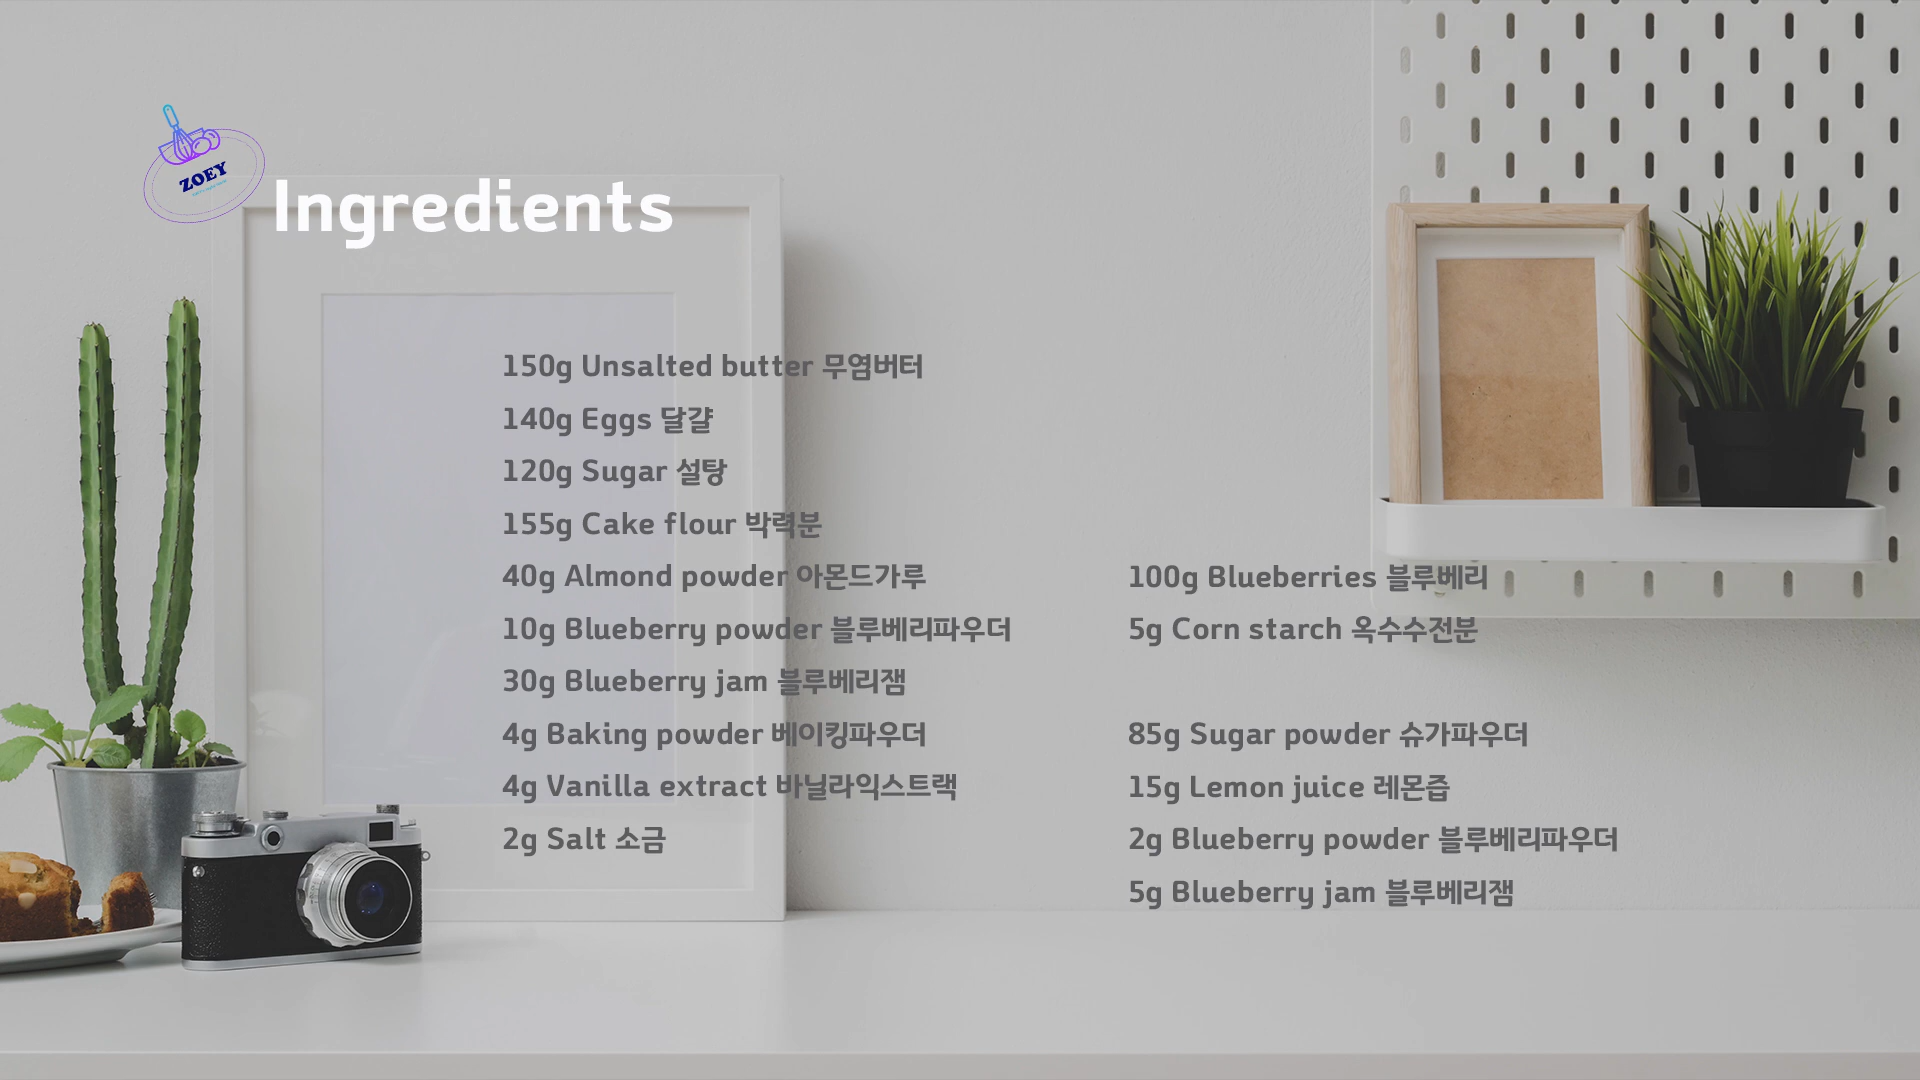 ZOEY
Ingredients
150g Unsalted butter 무염버터
140g Eggs 달걀
120g Sugar 설탕
155g Cake flour 박력분
40g Almond powder 아몬드가루
10g Blueberry powder 블루베리파우더
30g Blueberry jam 블루베리잼
4g Baking powder 베이킹파우더
4g Vanilla extract 바닐라익스트랙
2g Salt 소금
100g Blueberries 블루베리
5g Corn starch 옥수수전분
85g Sugar powder 슈가파우더
15g Lemon juice 레몬즙
2g Blueberry powder 블루베리파우더
5g Blueberry jam 블루베리잼